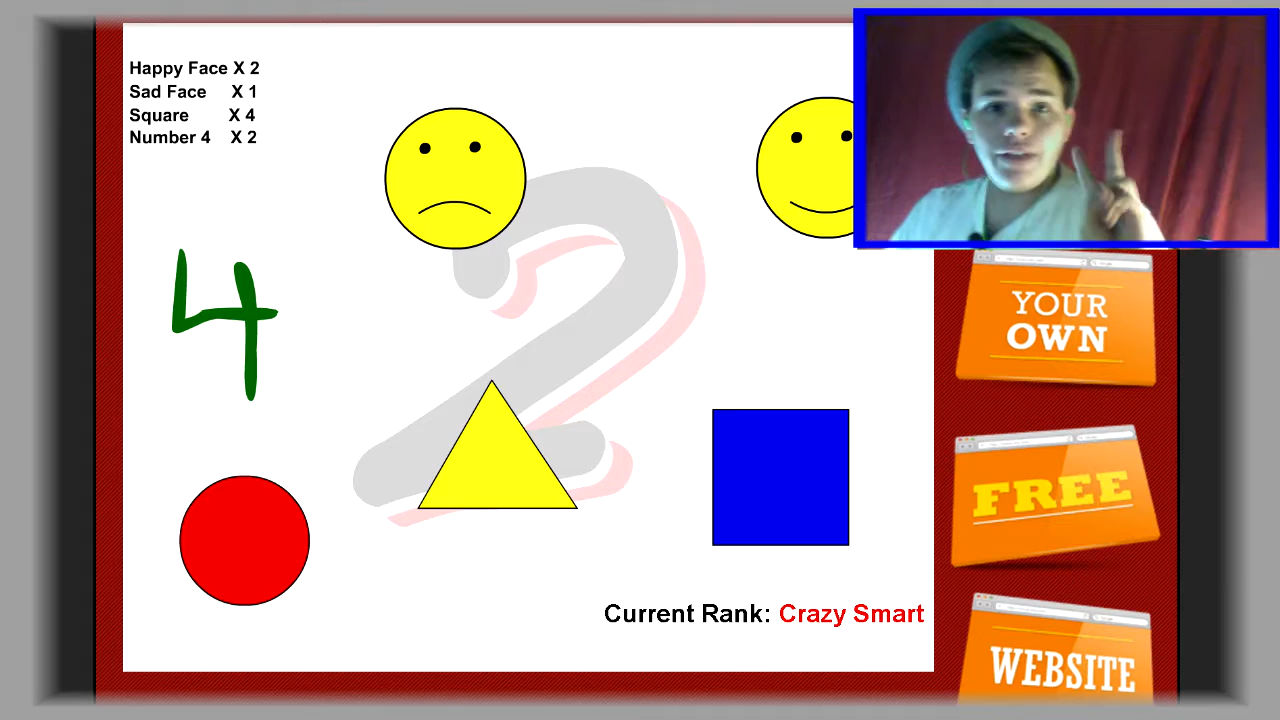 Happy Face X 2
Sad Face X 1
Square X 4
Number 4 X 2
4
2
Current Rank: Crazy Smart
YOUR
OWN
FREE
WEBSITE